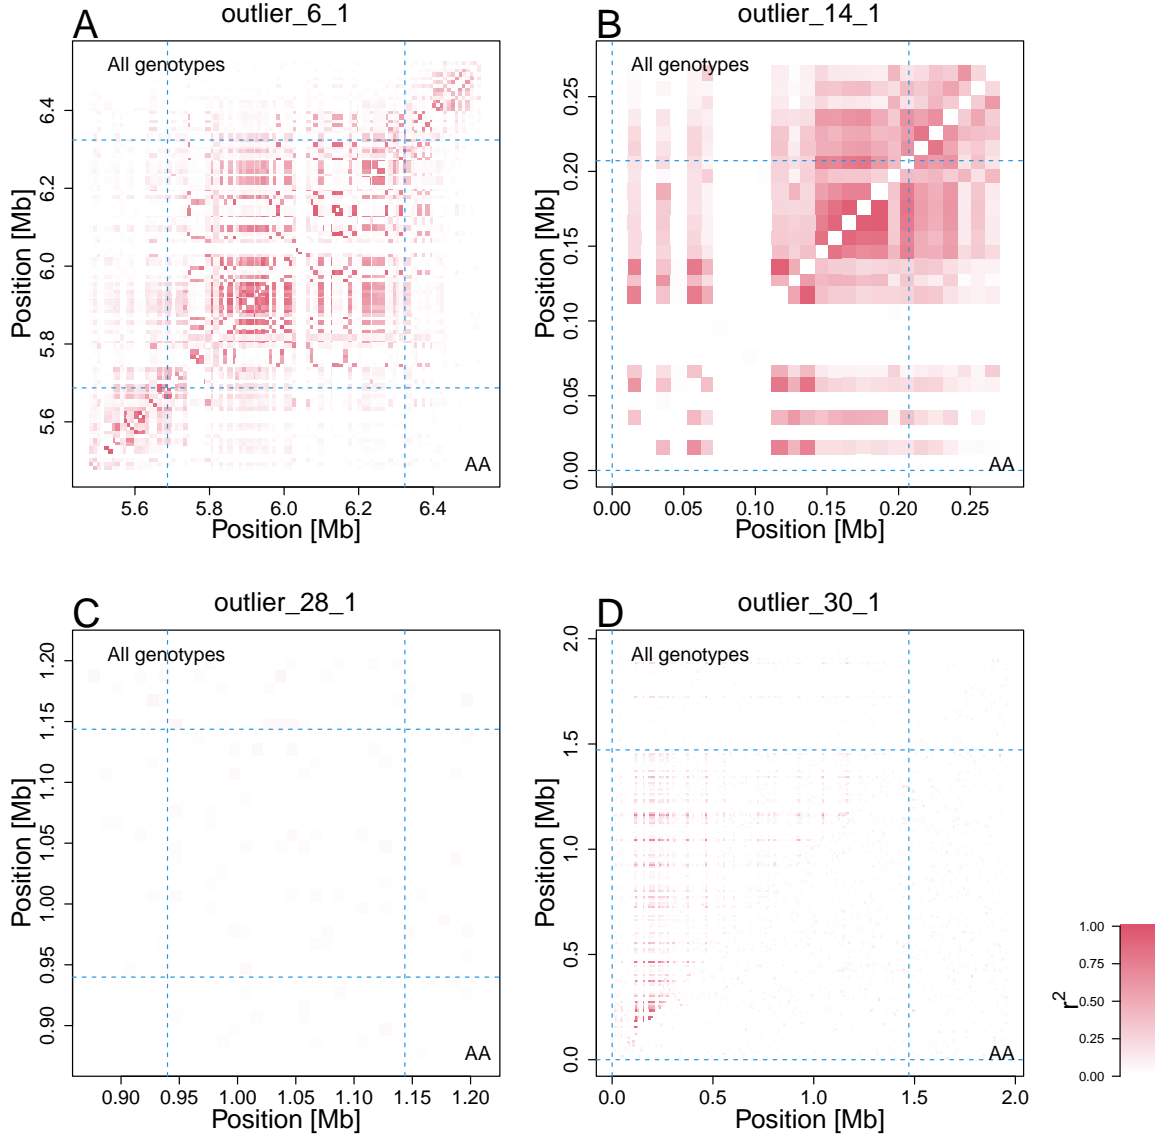 A
outlier_6_1
All genotypes
AA
Position [Mb]
5.6 5.8 6.0 6.2 6.4
5.6 5.8 6.0 6.2 6.4
Position [Mb]
B
outlier_14_1
All genotypes
AA
Position [Mb]
0.00 0.05 0.10 0.15 0.20 0.25
0.00 0.05 0.10 0.15 0.20 0.25
Position [Mb]
C
outlier_28_1
All genotypes
AA
Position [Mb]
0.90 0.95 1.00 1.05 1.10 1.15 1.20
0.90 0.95 1.00 1.05 1.10 1.15 1.20
Position [Mb]
D
outlier_30_1
All genotypes
AA
Position [Mb]
0.0 0.5 1.0 1.5 2.0
0.0 0.5 1.0 1.5 2.0
Position [Mb]
r²
1.00
0.75
0.50
0.25
0.00